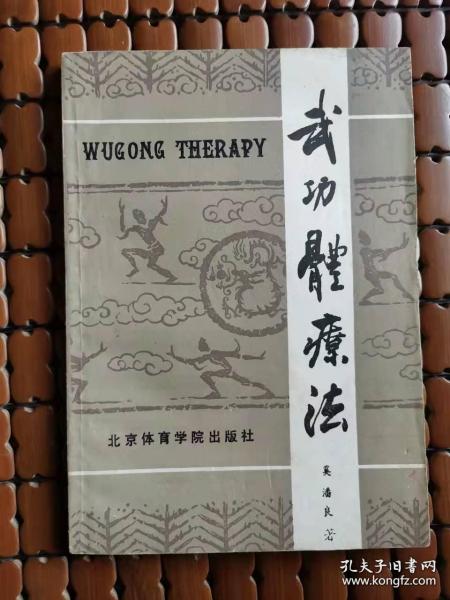 WUGONG THERAPY
武功體療法
奚潘良 著
北京体育学院出版社
孔夫子旧书网
www.kongfz.com